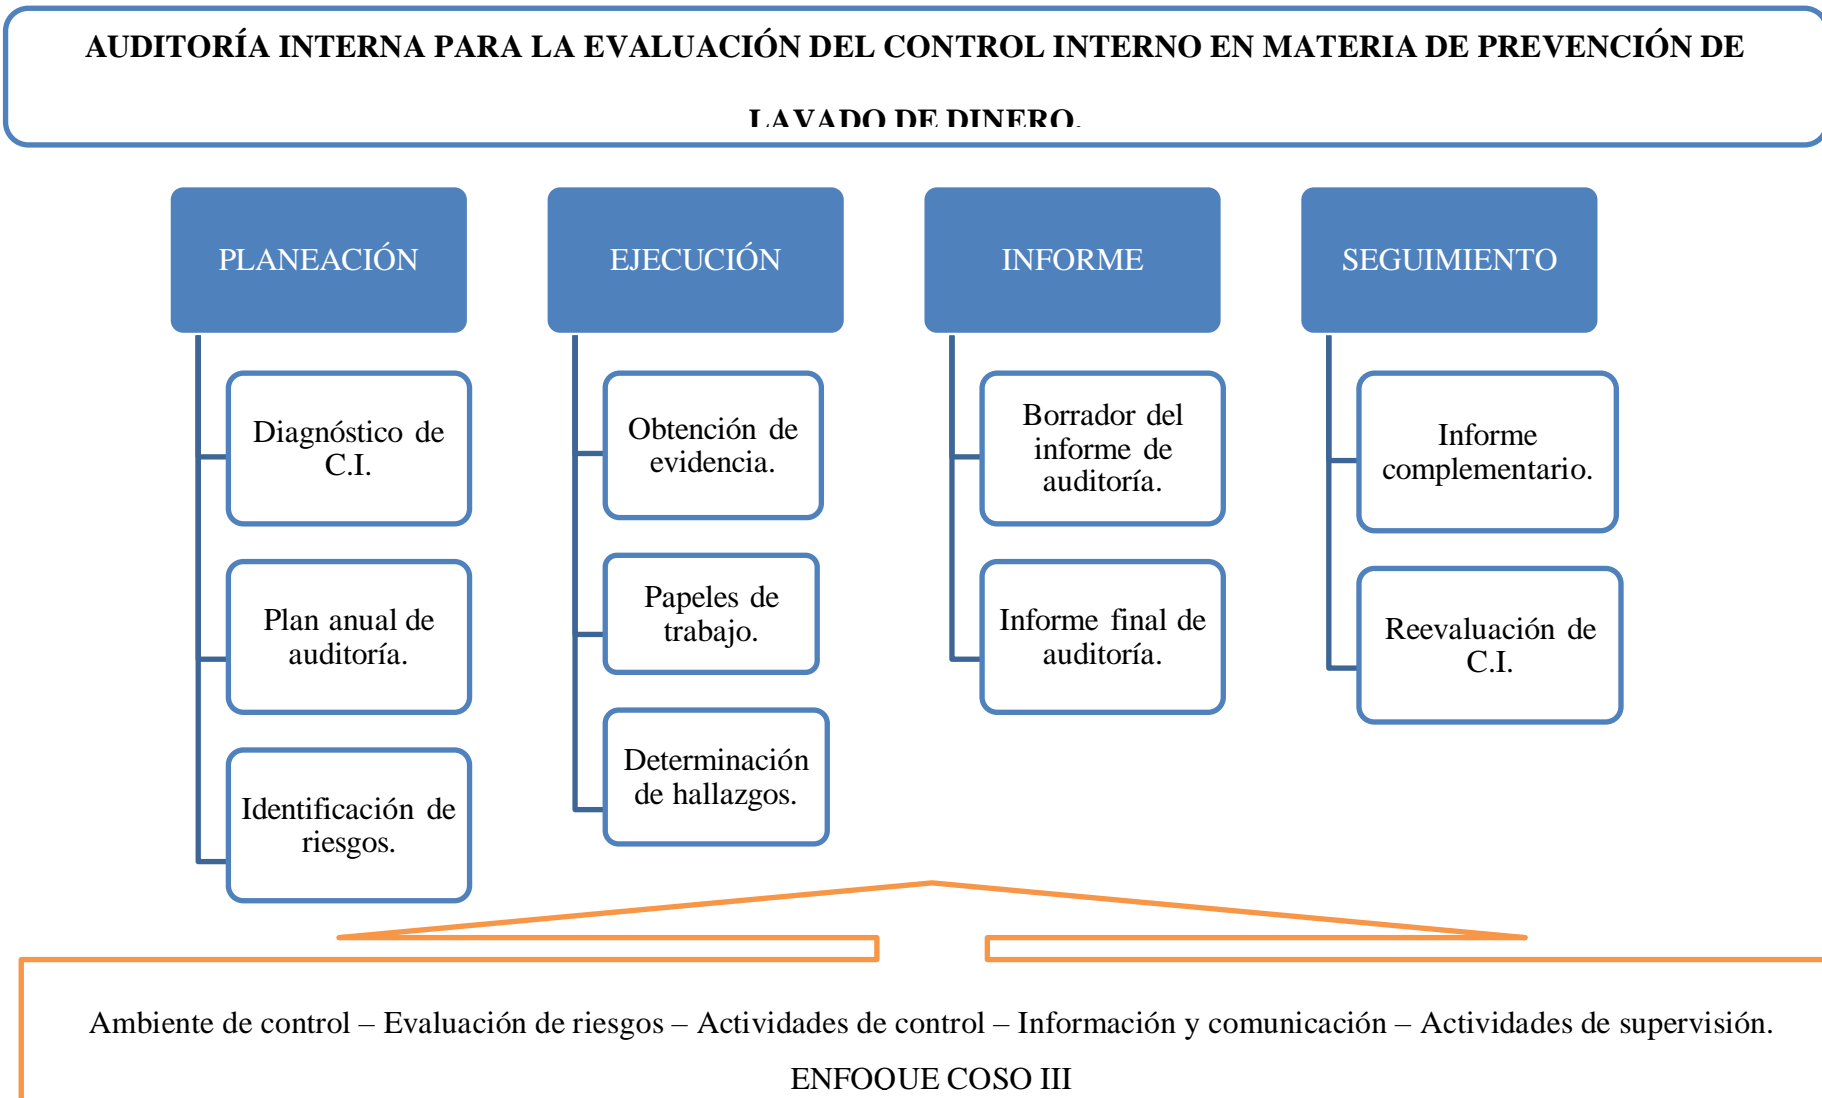 AUDITORÍA INTERNA PARA LA EVALUACIÓN DEL CONTROL INTERNO EN MATERIA DE PREVENCIÓN DE
LAVADO DE DINERO.
PLANEACIÓN
Diagnóstico de
C.I.
Plan anual de
auditoría.
Identificación de
riesgos.
EJECUCIÓN
Obtención de
evidencia.
Papeles de
trabajo.
Determinación
de hallazgos.
INFORME
Borrador del
informe de
auditoría.
Informe final de
auditoría.
SEGUIMIENTO
Informe
complementario.
Reevaluación de
C.I.
Ambiente de control – Evaluación de riesgos – Actividades de control – Información y comunicación – Actividades de supervisión.
ENFOQUE COSO III